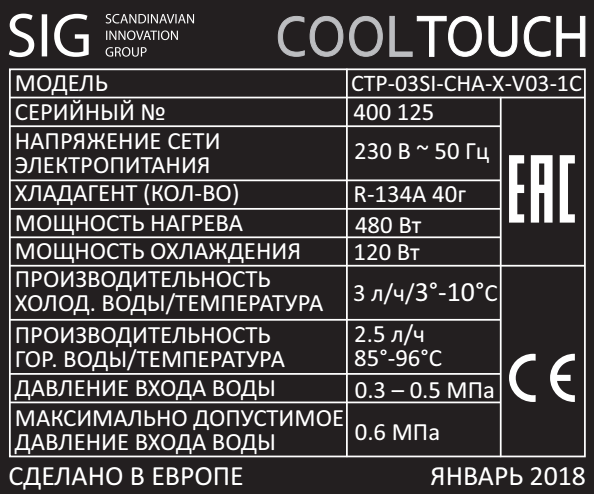 SIG SCANDINAVIAN
INNOVATION
GROUP
COOLTOUCH
МОДЕЛЬ CTP-03SI-CHA-X-V03-1C
СЕРИЙНЫЙ № 400 125
НАПРЯЖЕНИЕ СЕТИ
ЭЛЕКТРОПИТАНИЯ 230 В ~ 50 Гц
ХЛАДАГЕНТ (КОЛ-ВО) R-134A 40г
МОЩНОСТЬ НАГРЕВА 480 Вт
МОЩНОСТЬ ОХЛАЖДЕНИЯ 120 Вт
EAC
ПРОИЗВОДИТЕЛЬНОСТЬ
ХОЛОД. ВОДЫ/ТЕМПЕРАТУРА 3 л/ч/3°-10°С
ПРОИЗВОДИТЕЛЬНОСТЬ 2.5 л/ч
ГОР. ВОДЫ/ТЕМПЕРАТУРА 85°-96°С
ДАВЛЕНИЕ ВХОДА ВОДЫ 0.3 – 0.5 МПа
МАКСИМАЛЬНО ДОПУСТИМОЕ
ДАВЛЕНИЕ ВХОДА ВОДЫ 0.6 МПа
CE
СДЕЛАНО В ЕВРОПЕ ЯНВАРЬ 2018